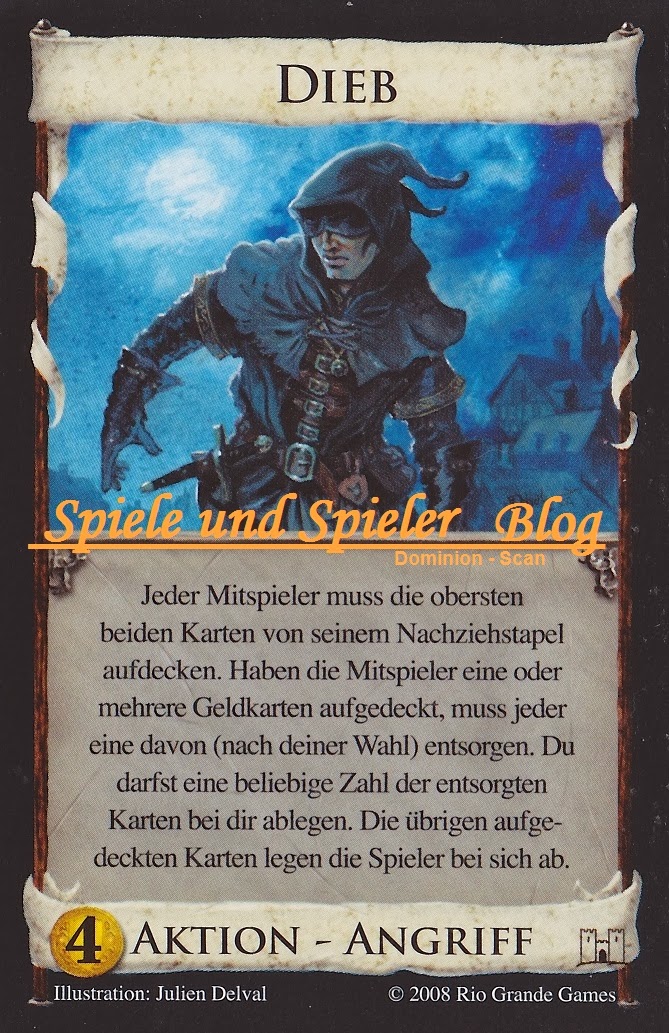 DIEB
Spiele und Spieler Blog
Dominion - Scan
Jeder Mitspieler muss die obersten
beiden Karten von seinem Nachziehstapel
aufdecken. Haben die Mitspieler eine oder
mehrere Geldkarten aufgedeckt, muss jeder
eine davon (nach deiner Wahl) entsorgen. Du
darfst eine beliebige Zahl der entsorgten
Karten bei dir ablegen. Die übrigen aufge-
deckten Karten legen die Spieler bei sich ab.
4 AKTION - ANGRIFF
Illustration: Julien Delval © 2008 Rio Grande Games